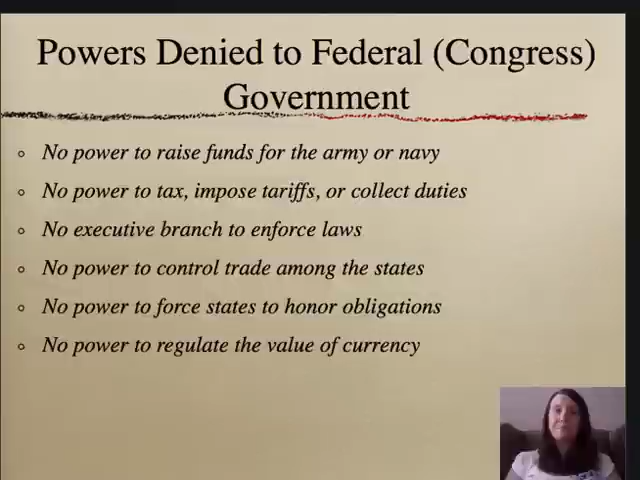 Powers Denied to Federal (Congress)
Government
No power to raise funds for the army or navy
No power to tax, impose tariffs, or collect duties
No executive branch to enforce laws
No power to control trade among the states
No power to force states to honor obligations
No power to regulate the value of currency